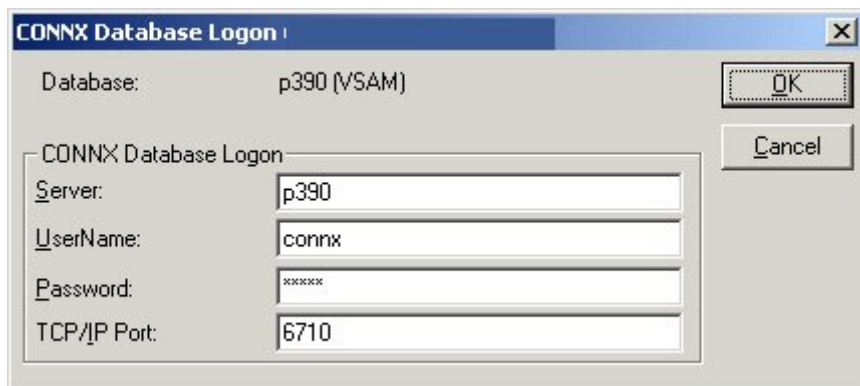 CONNX Database Logon
Database: p390 (VSAM)
OK
Cancel
CONNX Database Logon
Server: p390
UserName: connx
Password: *****
TCP/IP Port: 6710